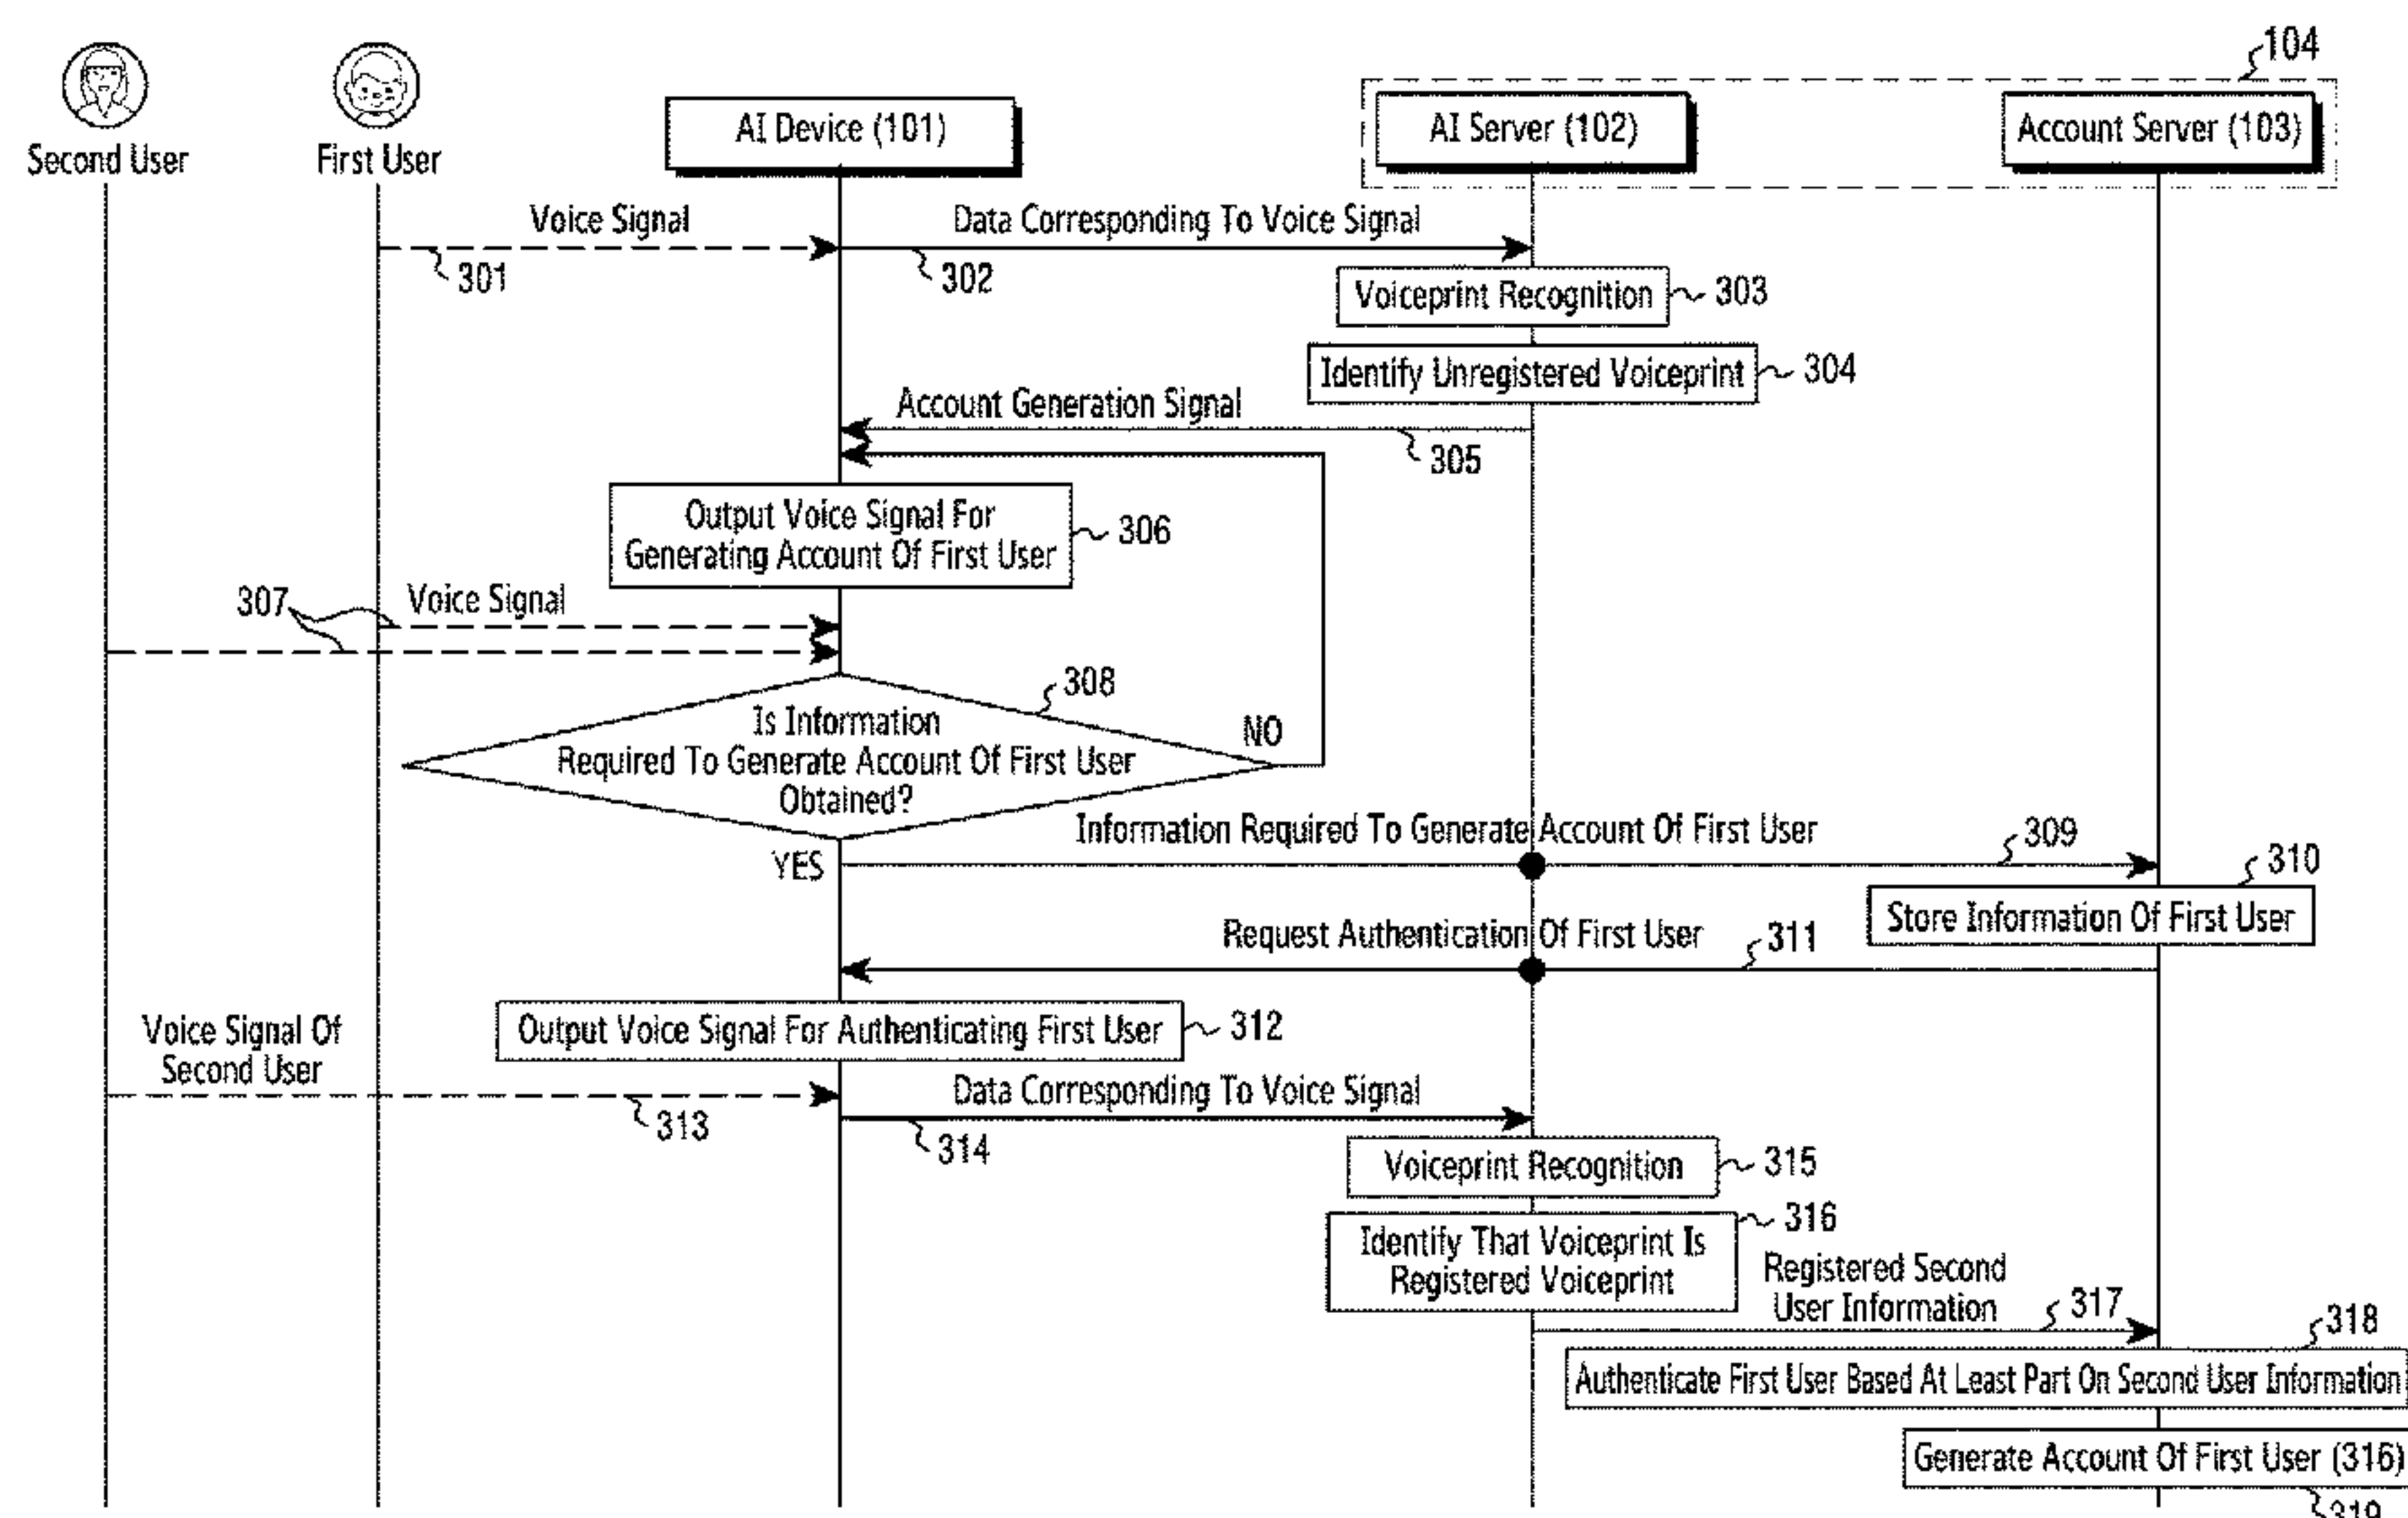 104
Second User
First User
AI Device (101)
AI Server (102)
Account Server (103)
Voice Signal
Data Corresponding To Voice Signal
301
302
Voiceprint Recognition
303
Identify Unregistered Voiceprint
304
Account Generation Signal
305
Output Voice Signal For
Generating Account Of First User
306
307
Voice Signal
308
Is Information
Required To Generate Account Of First User
Obtained?
NO
YES
Information Required To Generate Account Of First User
309
310
Store Information Of First User
Request Authentication Of First User
311
Output Voice Signal For Authenticating First User
312
Voice Signal Of
Second User
313
Data Corresponding To Voice Signal
314
Voiceprint Recognition
315
316
Identify That Voiceprint Is
Registered Voiceprint
Registered Second
User Information
317
318
Authenticate First User Based At Least Part On Second User Information
Generate Account Of First User (316)
319